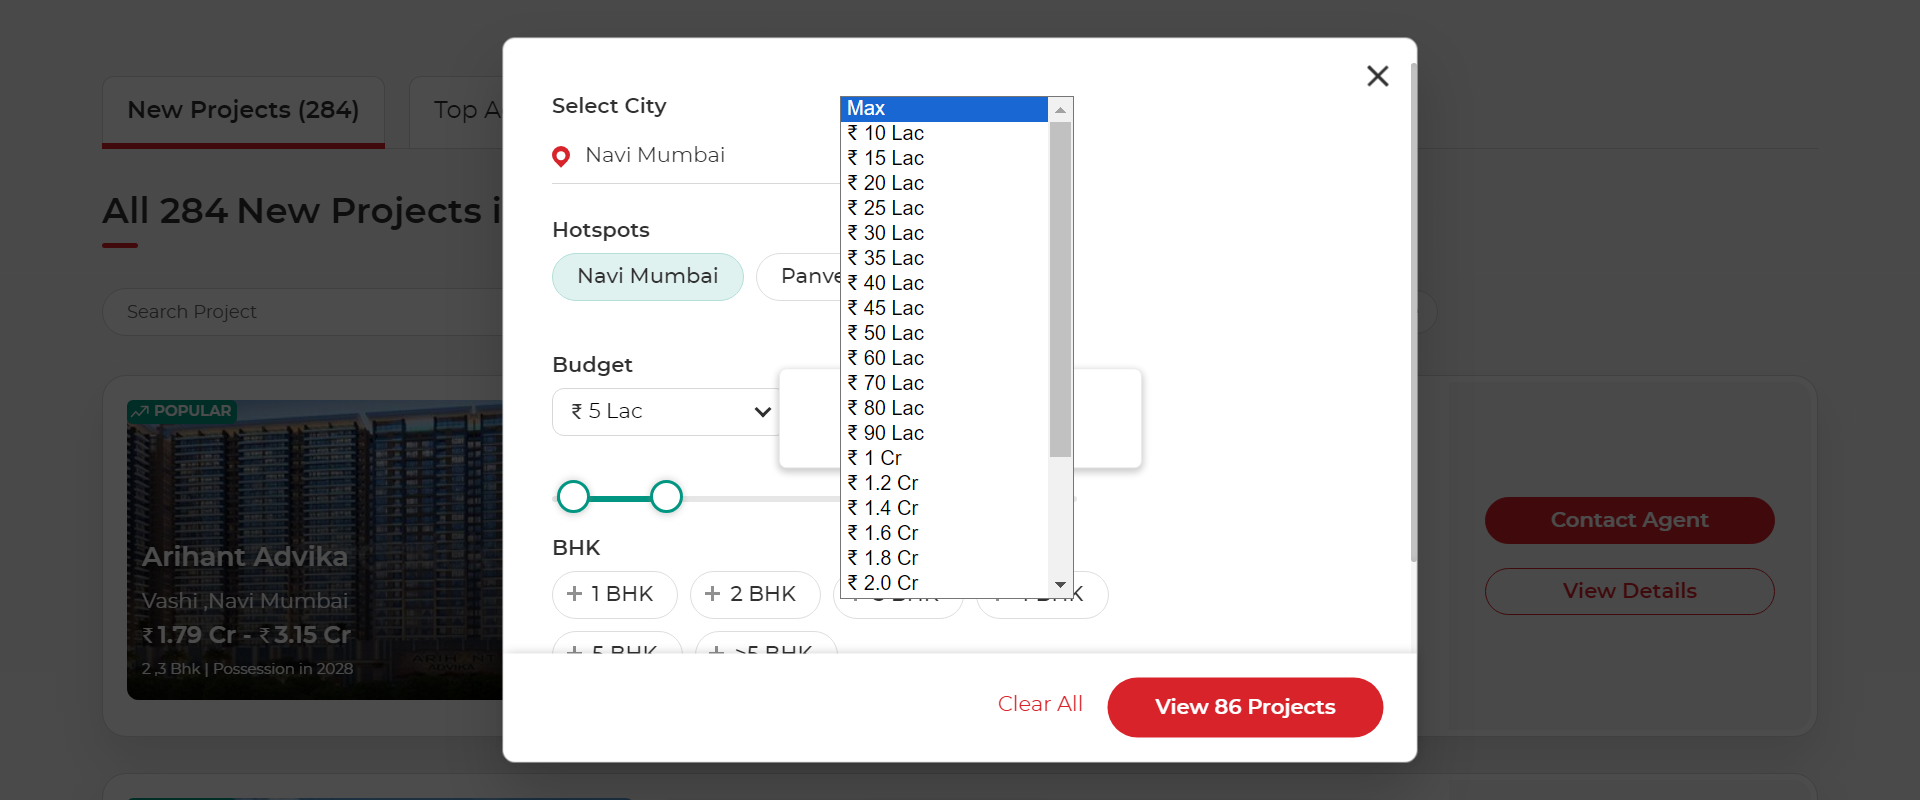 New Projects (284)
Top A
All 284 New Projects i
Search Project
POPULAR
Arihant Advika
Vashi ,Navi Mumbai
₹ 1.79 Cr - ₹ 3.15 Cr
2 ,3 Bhk | Possession in 2028
ARIHANT
ADVIKA
Select City
Navi Mumbai
Hotspots
Navi Mumbai
Panve
Budget
₹ 5 Lac
Max
₹ 10 Lac
₹ 15 Lac
₹ 20 Lac
₹ 25 Lac
₹ 30 Lac
₹ 35 Lac
₹ 40 Lac
₹ 45 Lac
₹ 50 Lac
₹ 60 Lac
₹ 70 Lac
₹ 80 Lac
₹ 90 Lac
₹ 1 Cr
₹ 1.2 Cr
₹ 1.4 Cr
₹ 1.6 Cr
₹ 1.8 Cr
₹ 2.0 Cr
BHK
+ 1 BHK
+ 2 BHK
+ 5 BHK
+ >5 BHK
Clear All
View 86 Projects
Contact Agent
View Details